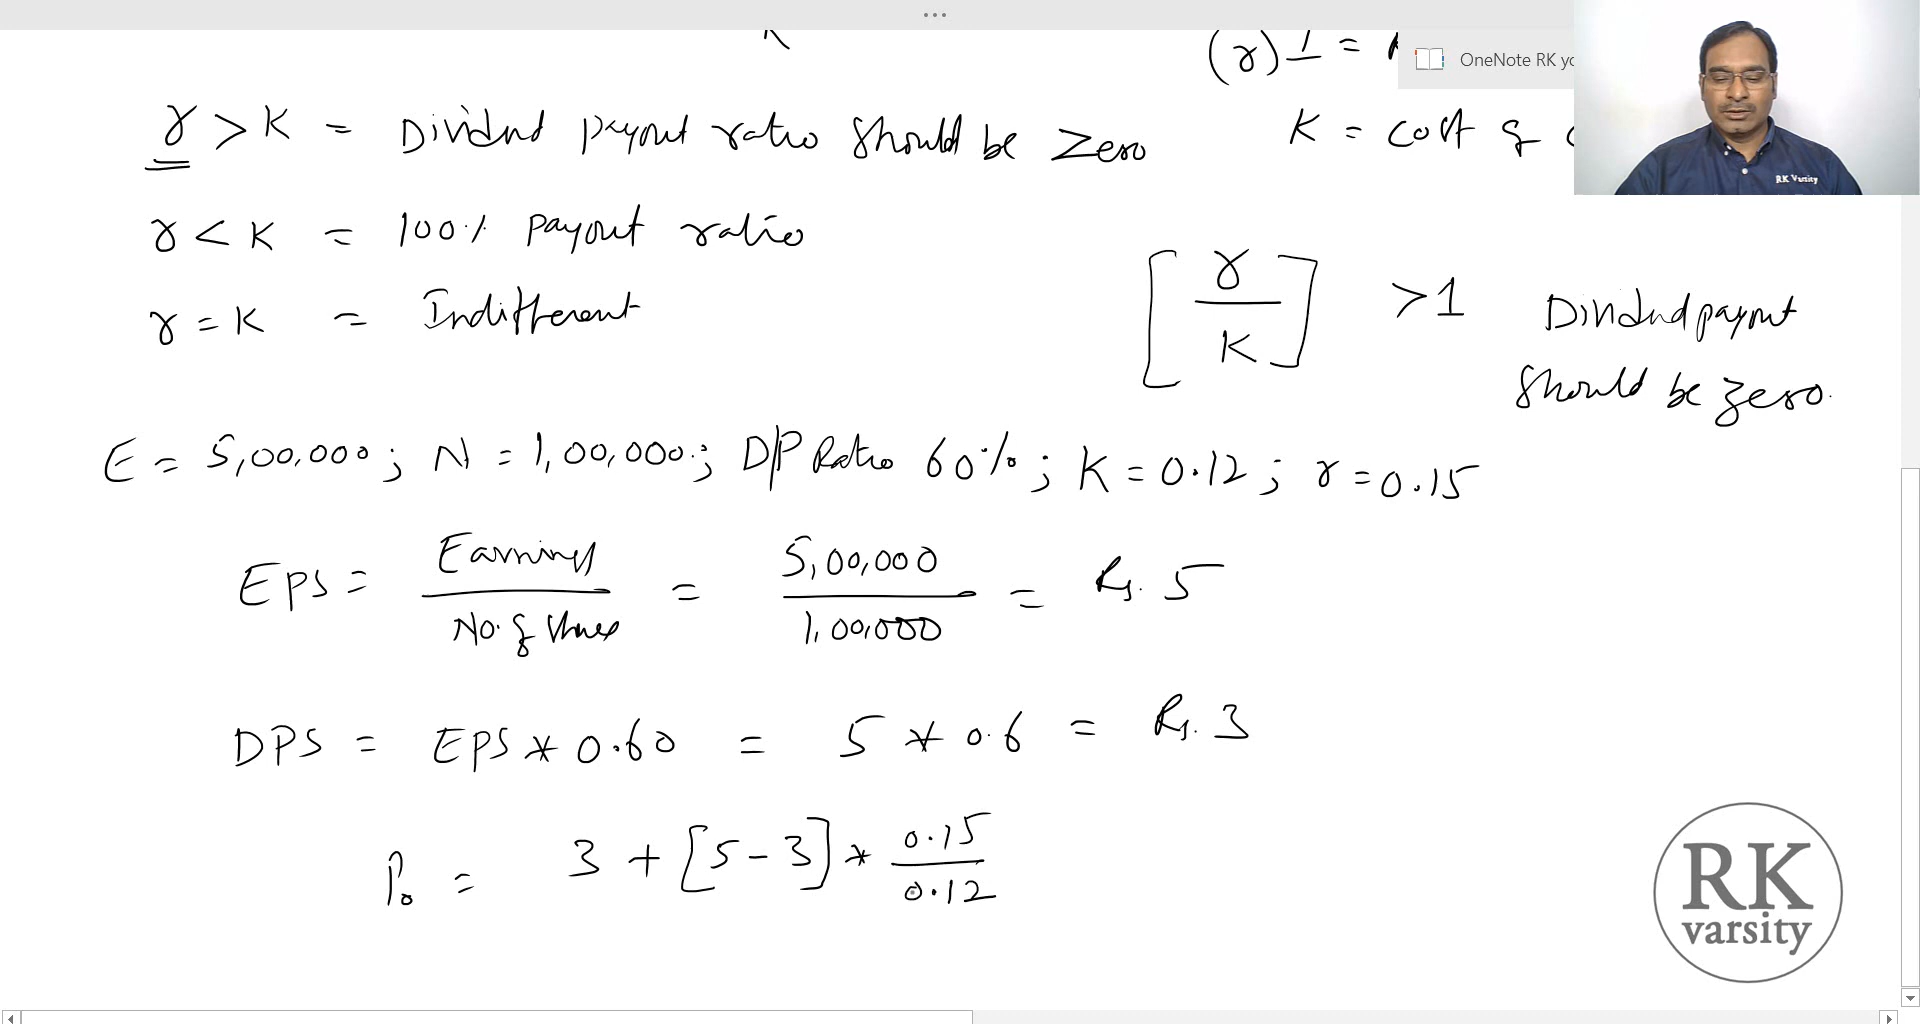 (r) 1 =
OneNote RK yo
r > K = Dividend payout ratio should be zero
K = cost of
RK Varsity
r < K = 100% payout ratio
r = K = Indifferent
[ r / K ] > 1 Dividend payout
should be zero.
E = 5,00,000; N = 1,00,000; D/P Ratio 60%; K = 0.12; r = 0.15
EPS = Earnings / No. of shares = 5,00,000 / 1,00,000 = Rs. 5
DPS = EPS * 0.60 = 5 * 0.6 = Rs. 3
P₀ = 3 + [5 - 3] * 0.15 / 0.12
RK
varsity